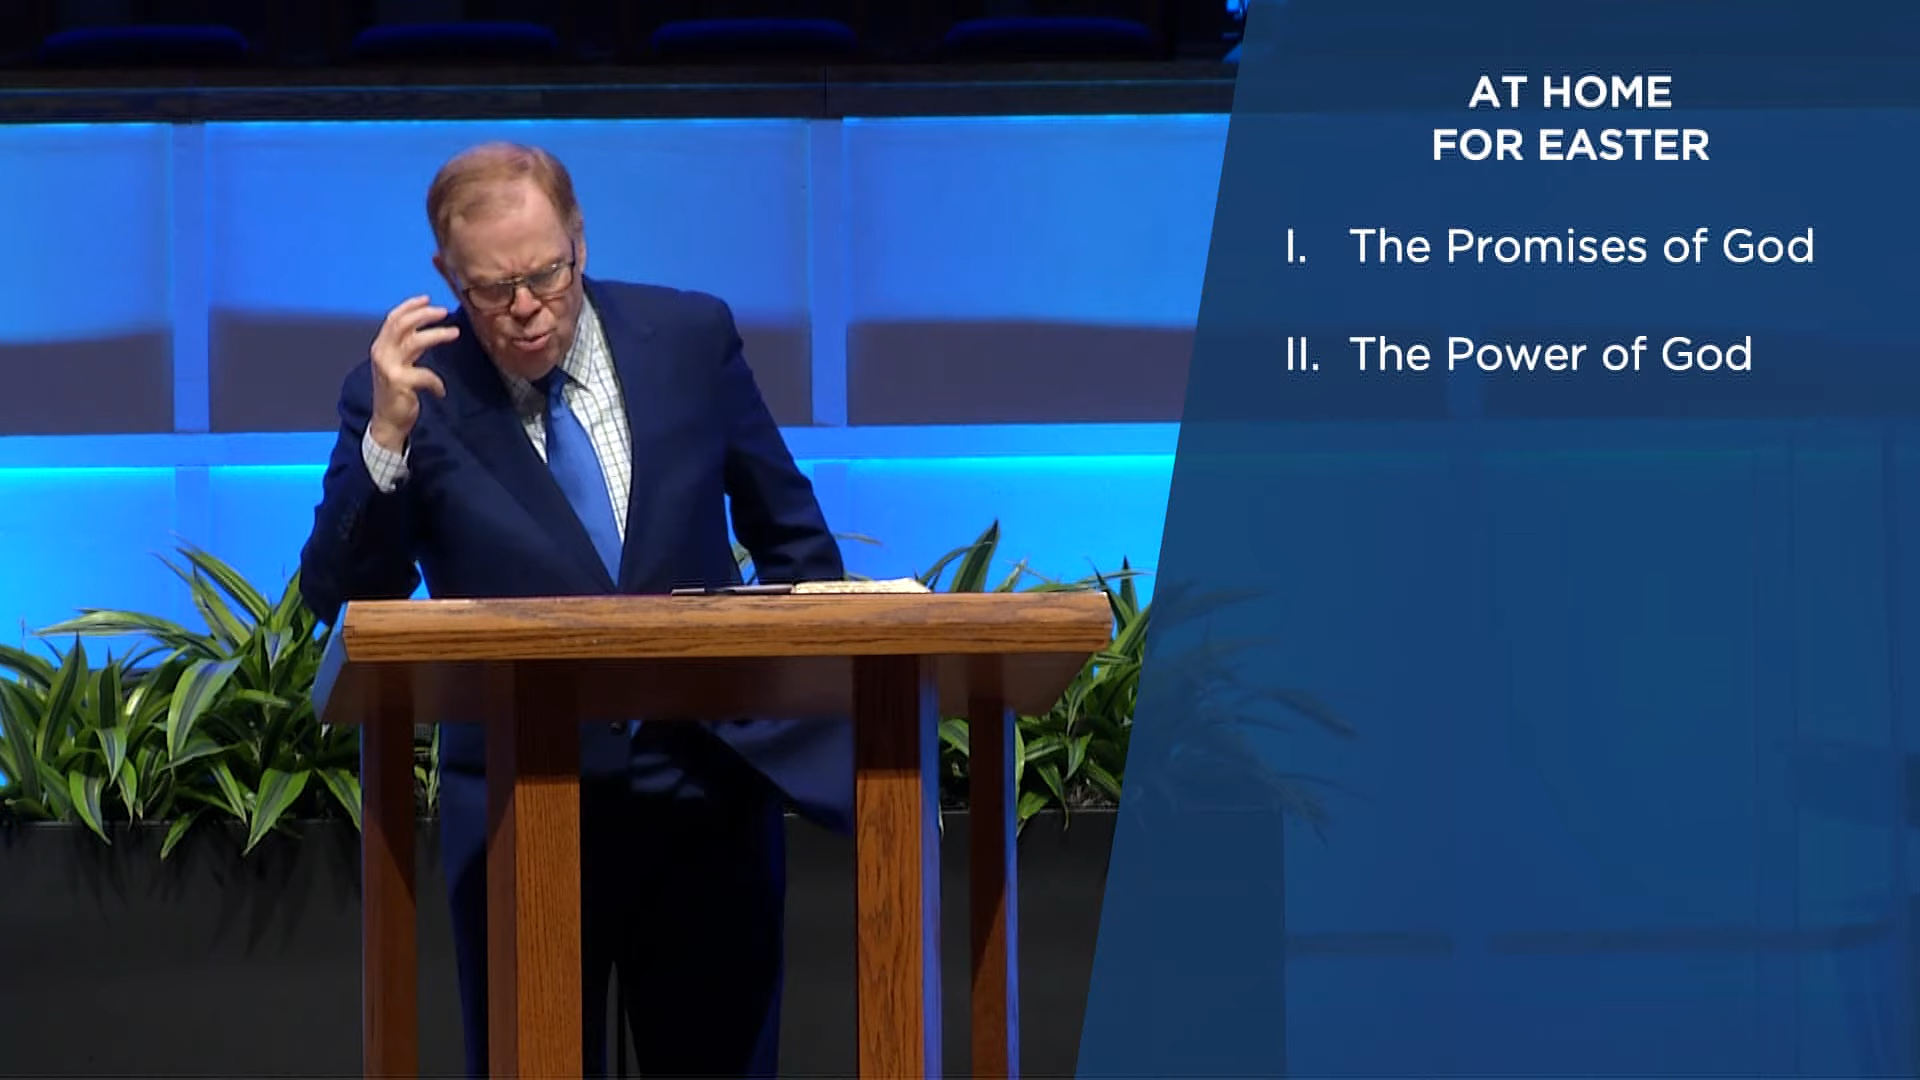 AT HOME
FOR EASTER
I. The Promises of God
II. The Power of God